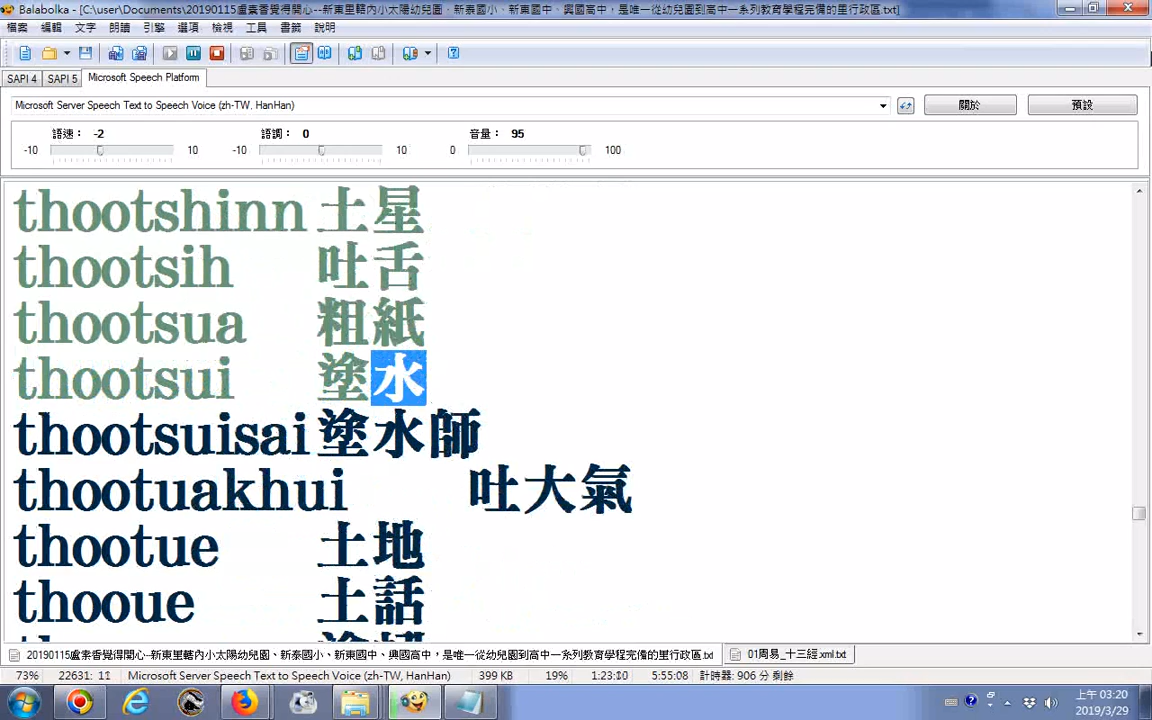 Balabolka - [C:\user\Documents\20190115盧素香覺得開心--新東里轄內小太陽幼兒園、新泰國小、新東國中、興國高中，是唯一從幼兒園到高中一系列教育學程完備的里行政區.txt]
檔案 編輯 文字 朗讀 引擎 選項 檢視 工具 書籤 說明
SAPI 4 SAPI 5 Microsoft Speech Platform
Microsoft Server Speech Text to Speech Voice (zh-TW, HanHan) 關於 預設
語速： -2 語調： 0 音量： 95
-10 10 -10 10 0 100
thootshinn 土星
thootsih 吐舌
thootsua 粗紙
thootsui 塗水
thootsuisai 塗水師
thootuakhui 吐大氣
thootue 土地
thooue 土話
20190115盧素香覺得開心--新東里轄內小太陽幼兒園、新泰國小、新東國中、興國高中，是唯一從幼兒園到高中一系列教育學程完備的里行政區.txt 01周易_十三經.xml.txt
73% 22631: 11 Microsoft Server Speech Text to Speech Voice (zh-TW, HanHan) 399 KB 19% 1:23:10 5:55:08 計時器: 906 分 剩餘
上午 03:20
2019/3/29